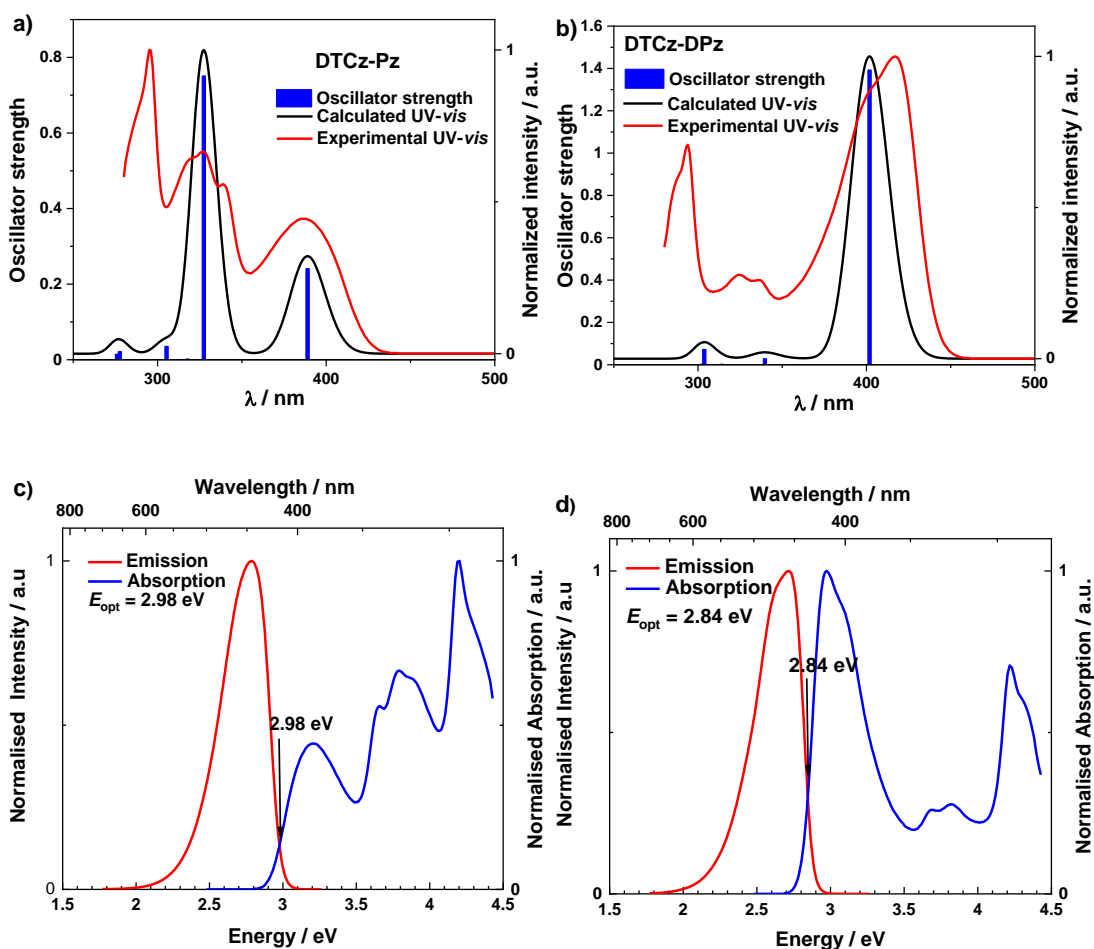 a)
DTCz-Pz
Oscillator strength
Calculated UV-vis
Experimental UV-vis
Oscillator strength
0.8
0.6
0.4
0.2
0
300
400
500
λ / nm
1
0
Normalized intensity / a.u.
b)
DTCz-DPz
Oscillator strength
Calculated UV-vis
Experimental UV-vis
Oscillator strength
1.6
1.4
1.2
1
0.8
0.6
0.4
0.2
0
300
400
500
λ / nm
1
0
Normalized intensity / a.u.
c)
Wavelength / nm
800
600
400
Emission
Absorption
Eopt = 2.98 eV
2.98 eV
Normalised Intensity / a.u
1
0
1.5
2
2.5
3
3.5
4
4.5
Energy / eV
1
0
Normalised Absorption / a.u.
d)
Wavelength / nm
800
600
400
Emission
Absorption
Eopt = 2.84 eV
2.84 eV
Normalised Intensity / a.u
1
0
1.5
2
2.5
3
3.5
4
4.5
Energy / eV
1
0
Normalised Absorption / a.u.